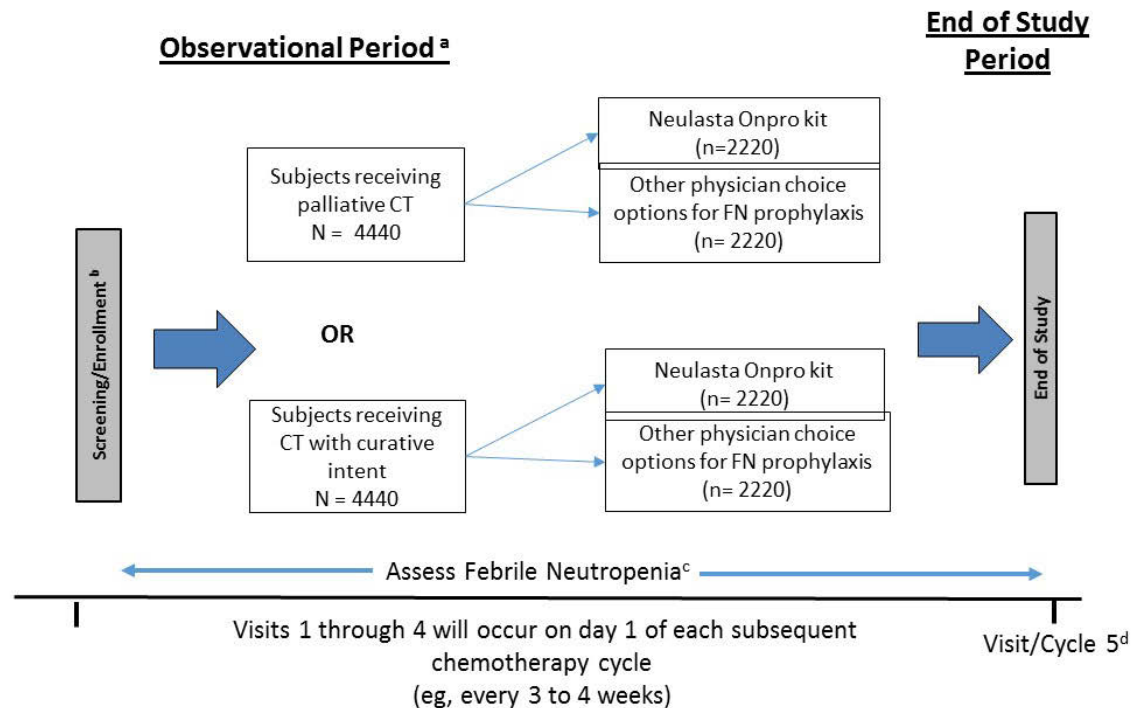 Observational Period a
End of Study
Period
Neulasta Onpro kit
(n=2220)
Subjects receiving
palliative CT
N = 4440
Other physician choice
options for FN prophylaxis
(n= 2220)
Screening/Enrollment b
OR
End of Study
Neulasta Onpro kit
(n= 2220)
Subjects receiving
CT with curative
intent
N = 4440
Other physician choice
options for FN prophylaxis
(n= 2220)
Assess Febrile Neutropenia c
Visits 1 through 4 will occur on day 1 of each subsequent
chemotherapy cycle
(eg, every 3 to 4 weeks)
Visit/Cycle 5 d